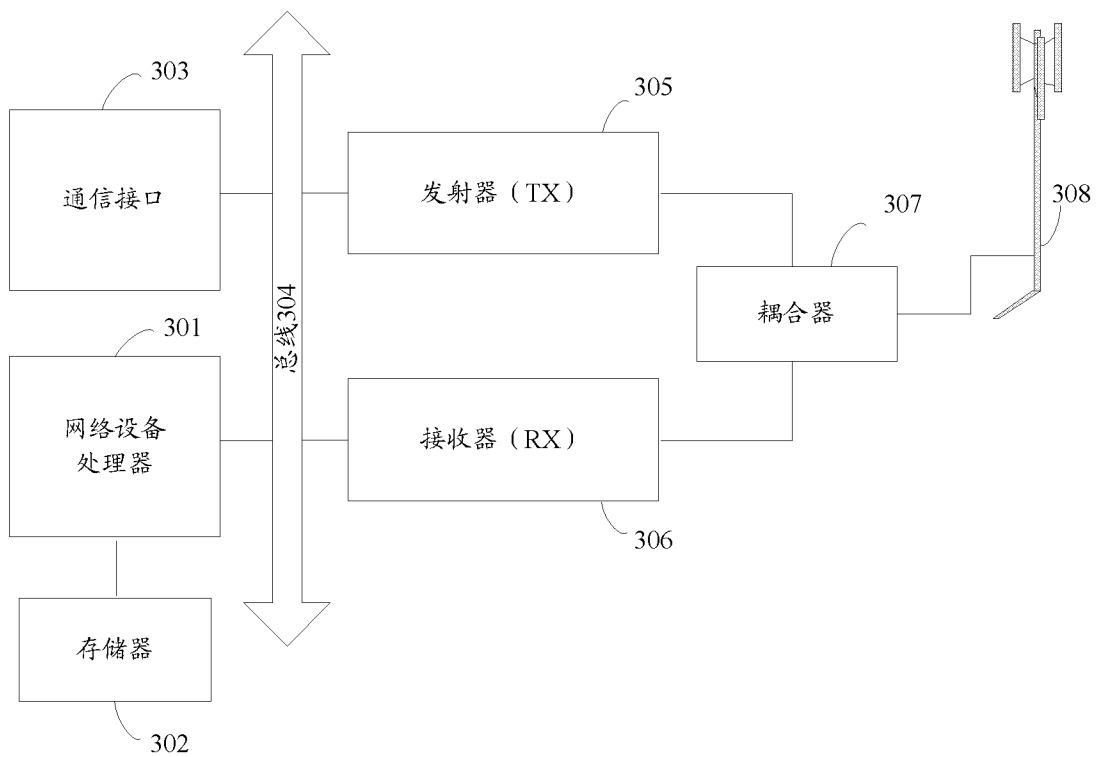 303
通信接口
305
发射器（TX）
307
308
耦合器
总线304
301
网络设备
处理器
接收器（RX）
306
存储器
302